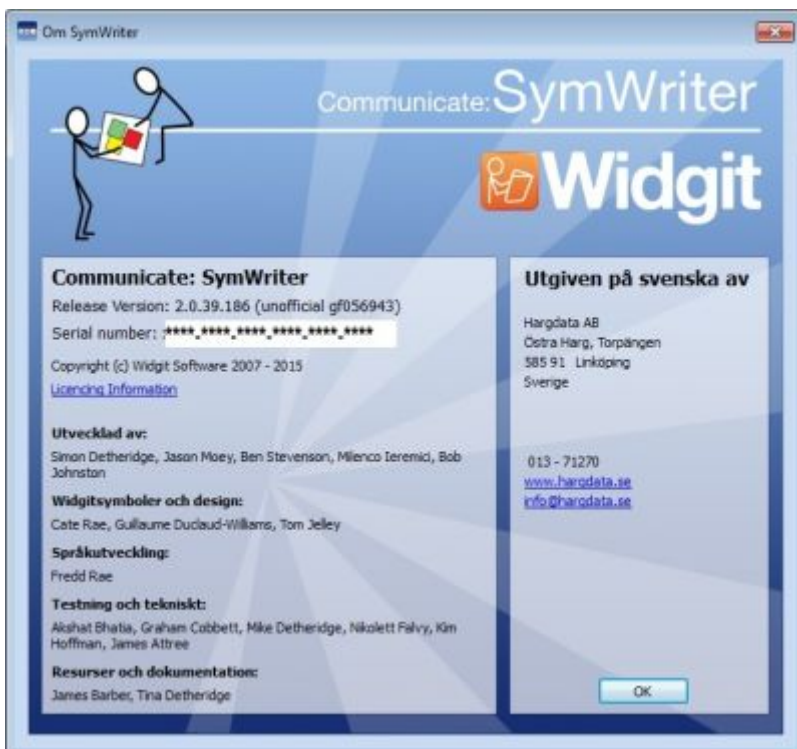 Om SymWriter
Communicate: SymWriter
Widgit
Communicate: SymWriter
Release Version: 2.0.39.186 (unofficial gf056943)
Serial number: :****-****-****-****-****-****
Copyright (c) Widgit Software 2007 - 2015
Licencing Information
Utvecklad av:
Simon Detheridge, Jason Moey, Ben Stevenson, Milenco Ieremici, Bob
Johnston
Widgitsymboler och design:
Cate Rae, Guillaume Duclaud-Williams, Tom Jelley
Språkutveckling:
Fredd Rae
Testning och tekniskt:
Akshat Bhatia, Graham Cobbett, Mike Detheridge, Nikolett Falvy, Kim
Hoffman, James Attree
Resurser och dokumentation:
James Barber, Tina Detheridge
Utgiven på svenska av
Hargdata AB
Östra Harg, Torpängen
585 91 Linköping
Sverige
013 - 71270
www.hargdata.se
info@hargdata.se
OK